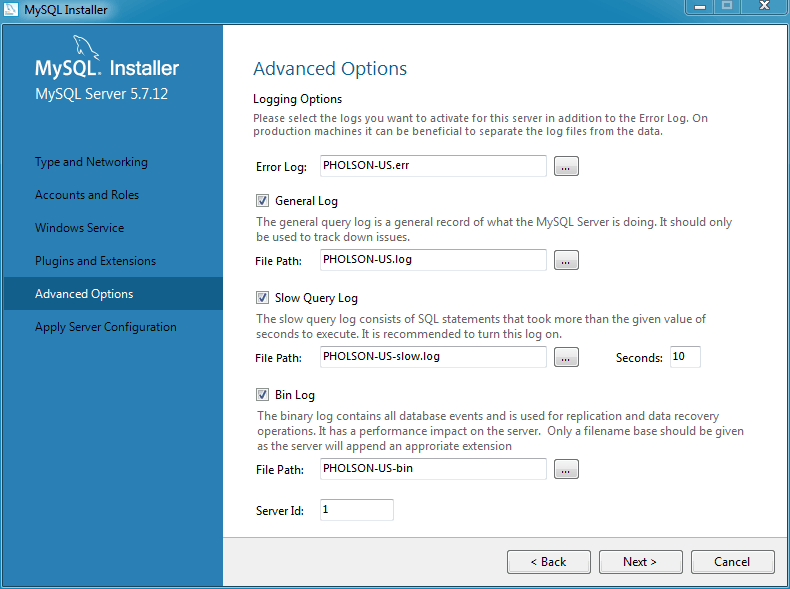 MySQL Installer
MySQL. Installer
MySQL Server 5.7.12
Type and Networking
Accounts and Roles
Windows Service
Plugins and Extensions
Advanced Options
Apply Server Configuration
Advanced Options
Logging Options
Please select the logs you want to activate for this server in addition to the Error Log. On
production machines it can be beneficial to separate the log files from the data.
Error Log: PHOLSON-US.err ...
General Log
The general query log is a general record of what the MySQL Server is doing. It should only
be used to track down issues.
File Path: PHOLSON-US.log ...
Slow Query Log
The slow query log consists of SQL statements that took more than the given value of
seconds to execute. It is recommended to turn this log on.
File Path: PHOLSON-US-slow.log ... Seconds: 10
Bin Log
The binary log contains all database events and is used for replication and data recovery
operations. It has a performance impact on the server.  Only a filename base should be given
as the server will append an approriate extension
File Path: PHOLSON-US-bin ...
Server Id: 1
< Back Next > Cancel